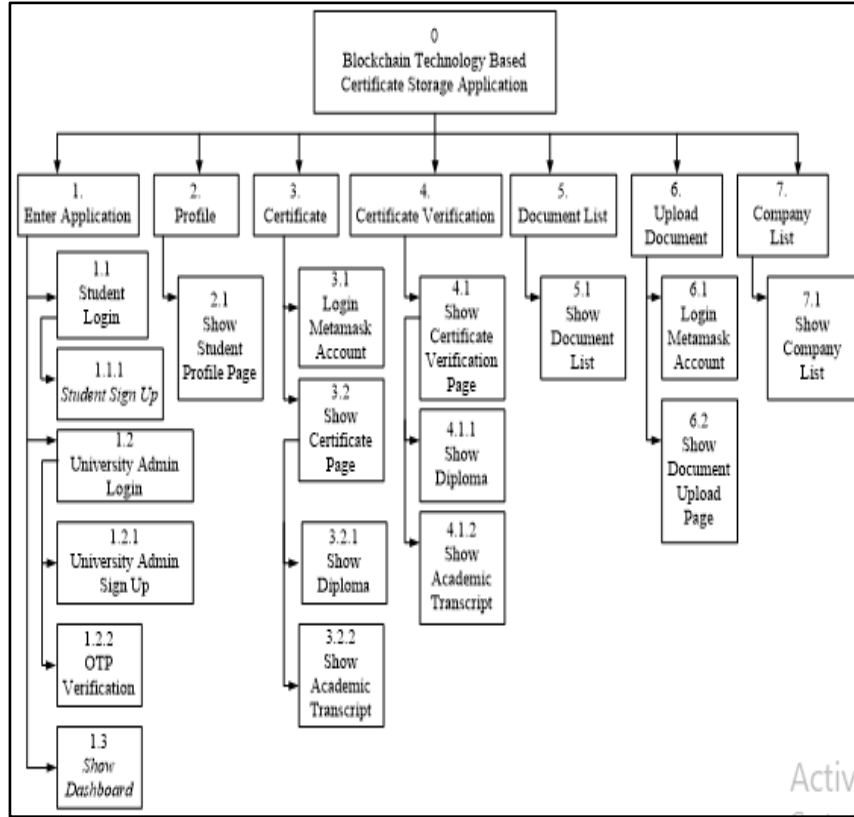 0
Blockchain Technology Based
Certificate Storage Application
1.
Enter Application
2.
Profile
3.
Certificate
4.
Certificate Verification
5.
Document List
6.
Upload
Document
7.
Company
List
1.1
Student
Login
1.1.1
Student Sign Up
1.2
University Admin
Login
1.2.1
University Admin
Sign Up
1.2.2
OTP
Verification
1.3
Show
Dashboard
2.1
Show
Student
Profile Page
3.1
Login
Metamask
Account
3.2
Show
Certificate
Page
3.2.1
Show
Diploma
3.2.2
Show
Academic
Transcript
4.1
Show
Certificate
Verification
Page
4.1.1
Show
Diploma
4.1.2
Show
Academic
Transcript
5.1
Show
Document
List
6.1
Login
Metamask
Account
6.2
Show
Document
Upload
Page
7.1
Show
Company
List
Activ